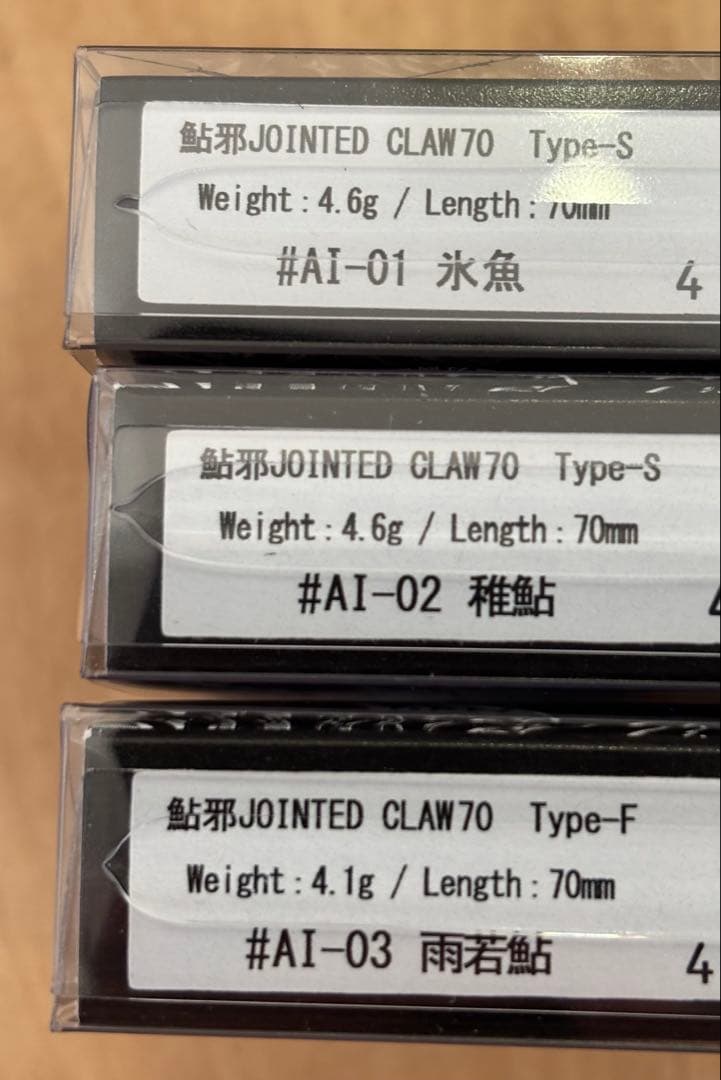 鮎邪JOINTED CLAW70 Type-S
Weight:4.6g / Length:70mm
#AI-01 氷魚 4
鮎邪JOINTED CLAW70 Type-S
Weight:4.6g / Length:70mm
#AI-02 稚鮎
鮎邪JOINTED CLAW70 Type-F
Weight:4.1g / Length:70mm
#AI-03 雨若鮎 4